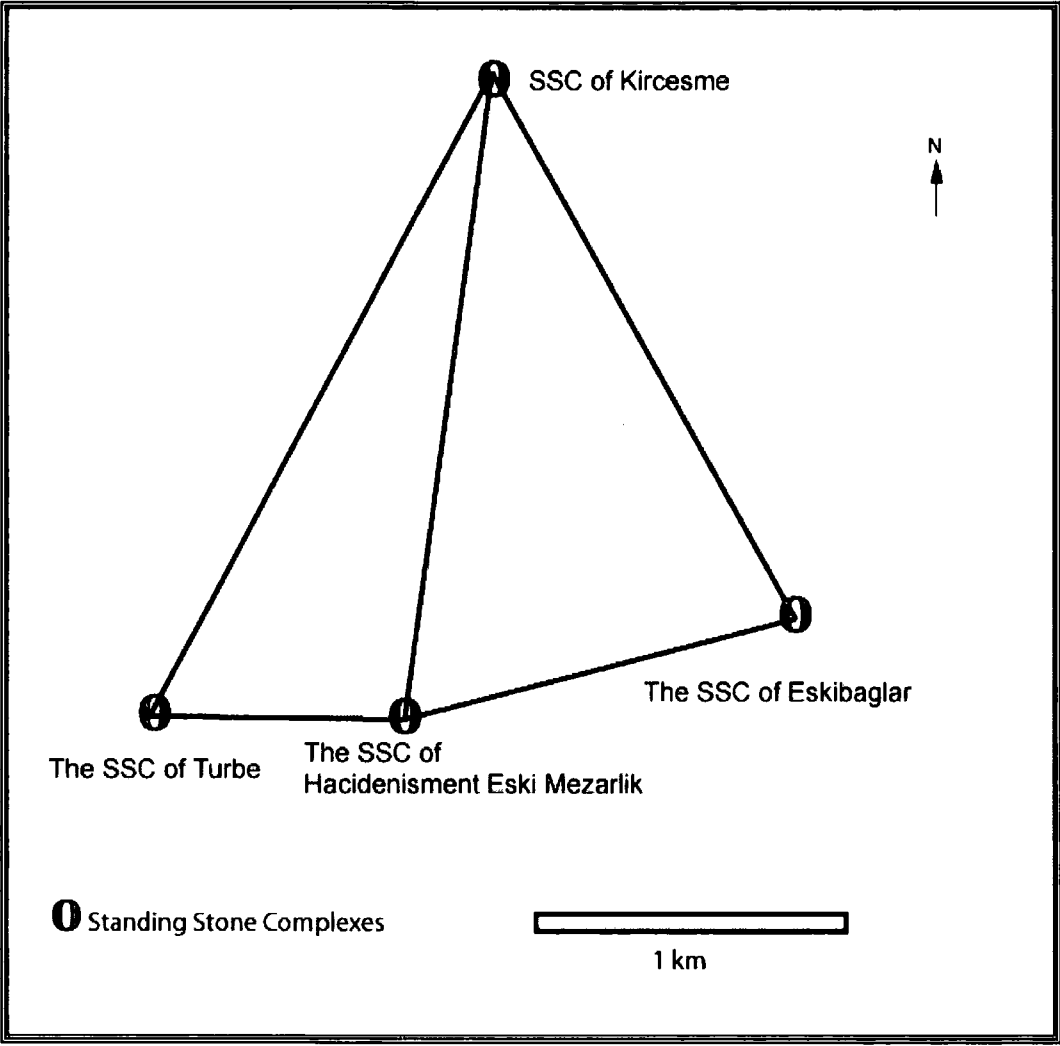 SSC of Kircesme
N
The SSC of Eskibaglar
The SSC of Turbe
The SSC of
Hacidenisment Eski Mezarlik
Standing Stone Complexes
1 km